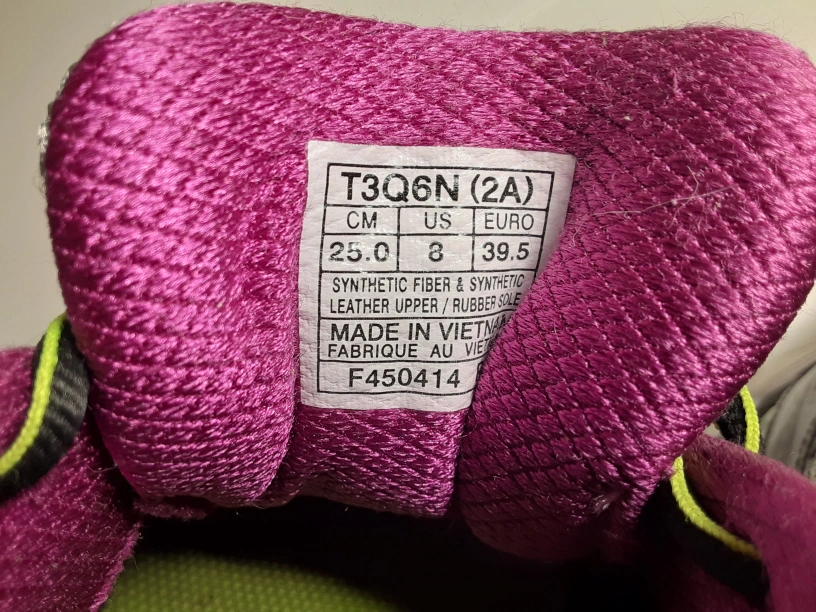 T3Q6N (2A)
CM US EURO
25.0 8 39.5
SYNTHETIC FIBER & SYNTHETIC
LEATHER UPPER / RUBBER SOLE
MADE IN
FABRIQUE AU
F450414